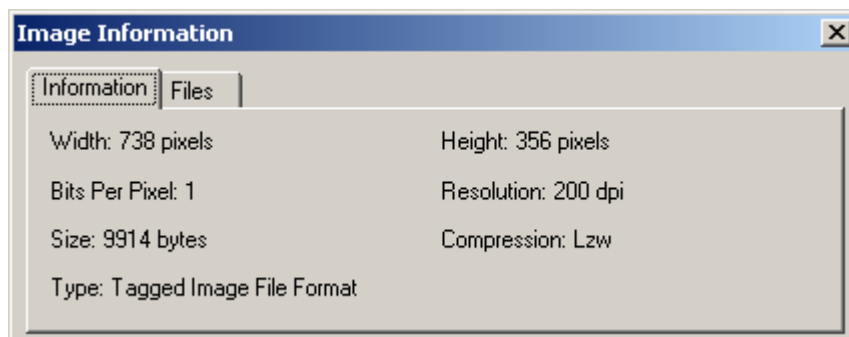 Image Information
Information Files
Width: 738 pixels Height: 356 pixels
Bits Per Pixel: 1 Resolution: 200 dpi
Size: 9914 bytes Compression: Lzw
Type: Tagged Image File Format